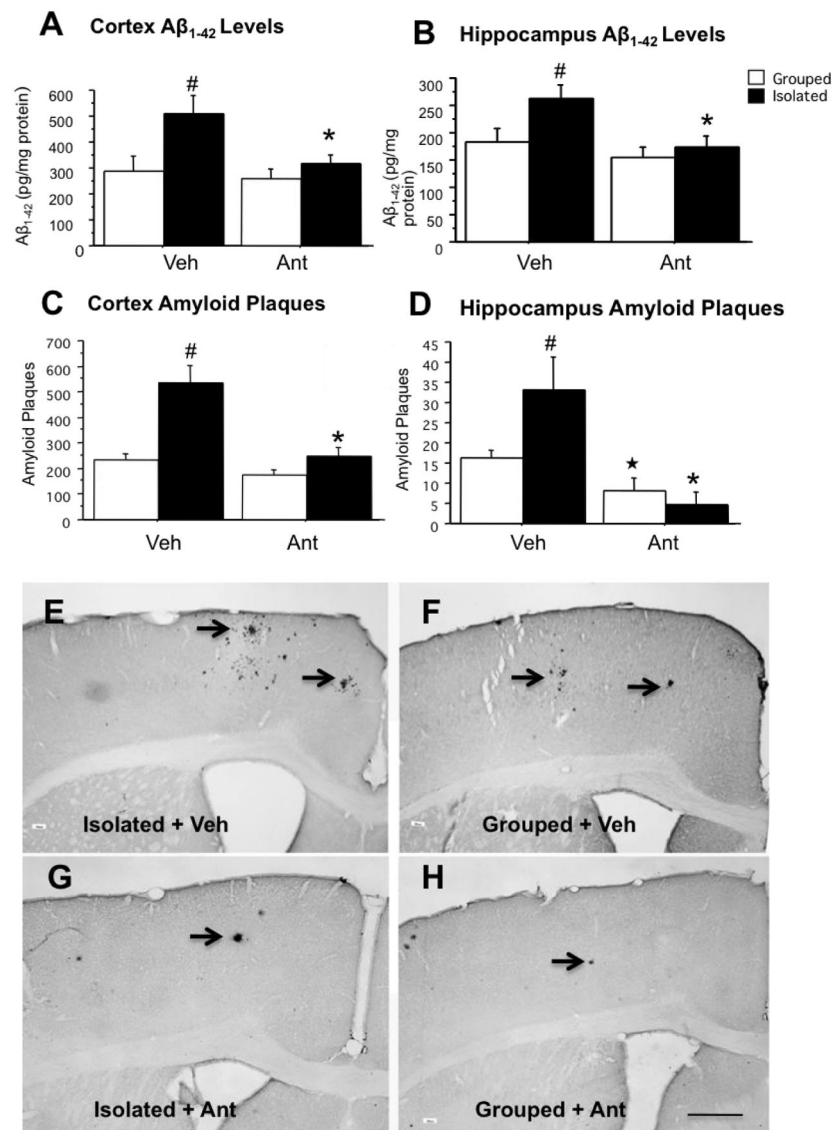 A Cortex Aβ1-42 Levels
Aβ1-42 (pg/mg protein)
600
500
400
300
200
100
0
#
*
Veh Ant
B Hippocampus Aβ1-42 Levels
Aβ1-42 (pg/mg
protein)
300
250
200
150
200
150
50
0
#
*
Veh Ant
Grouped
Isolated
C Cortex Amyloid Plaques
Amyloid Plaques
700
600
500
400
300
200
100
0
#
*
Veh Ant
D Hippocampus Amyloid Plaques
Amyloid Plaques
45
40
35
30
25
20
15
10
5
0
#
★
*
Veh Ant
E
Isolated + Veh
F
Grouped + Veh
G
Isolated + Ant
H
Grouped + Ant